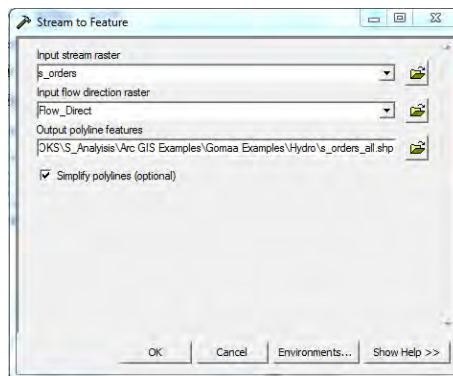 Stream to Feature
Input stream raster
s_orders
Input flow direction raster
Flow_Direct
Output polyline features
OKS\S_Analyisis\Arc GIS Examples\Gomaa Examples\Hydro\s_orders_all.shp
Simplify polylines (optional)
OK Cancel Environments... Show Help >>